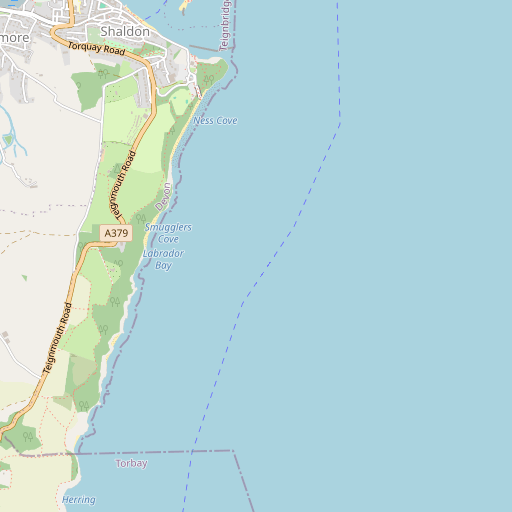 Shaldon
more
Torquay Road
Teignbridge
Ness Cove
Teignmouth Road
Devon
Smugglers
Cove
A379
Labrador
Bay
Teignmouth Road
Torbay
Herring